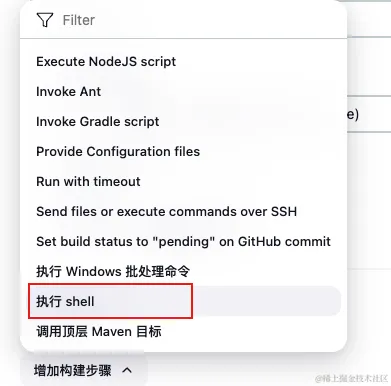 Filter
Execute NodeJS script
Invoke Ant
Invoke Gradle script
e)
Provide Configuration files
Run with timeout
Send files or execute commands over SSH
Set build status to "pending" on GitHub commit
执行 Windows 批处理命令
执行 shell
调用顶层 Maven 目标
增加构建步骤
@稀土掘金技术社区